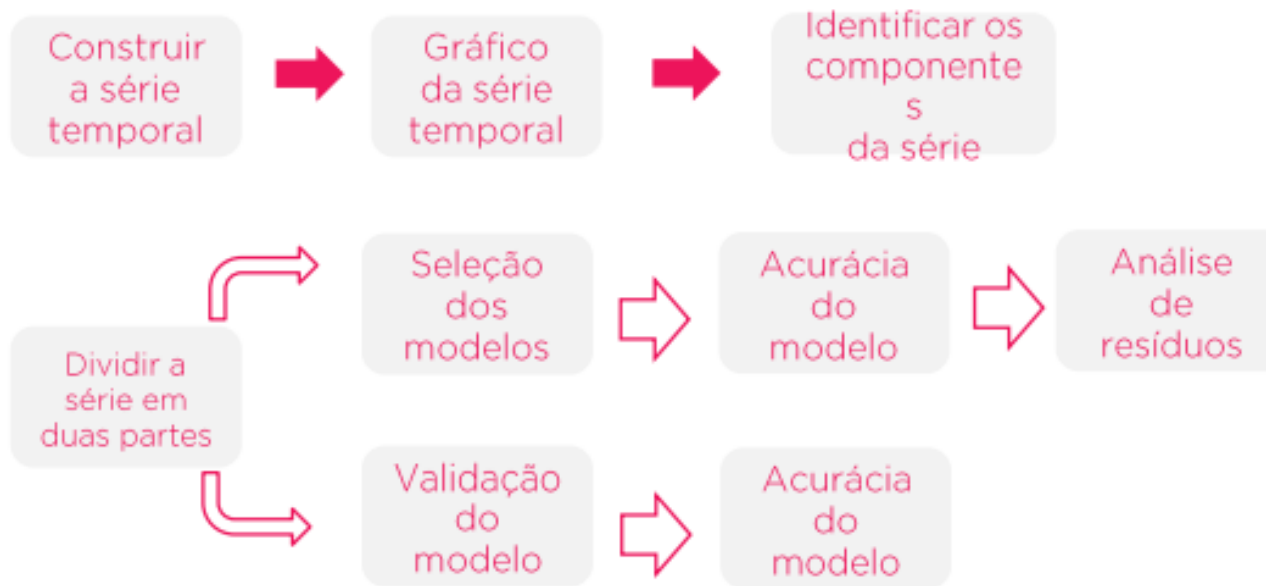 Construir
a série
temporal
Gráfico
da série
temporal
Identificar os
componente
s
da série
Dividir a
série em
duas partes
Seleção
dos
modelos
Acurácia
do
modelo
Análise
de
resíduos
Validação
do
modelo
Acurácia
do
modelo